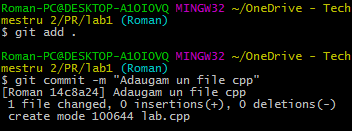 Roman-PC@DESKTOP-A1OIOVQ MINGW32 ~/OneDrive - Tech
mestru 2/PR/lab1 (Roman)
$ git add .
Roman-PC@DESKTOP-A1OIOVQ MINGW32 ~/OneDrive - Tech
mestru 2/PR/lab1 (Roman)
$ git commit -m "Adaugam un file cpp"
[Roman 14c8a24] Adaugam un file cpp
1 file changed, 0 insertions(+), 0 deletions(-)
create mode 100644 lab.cpp